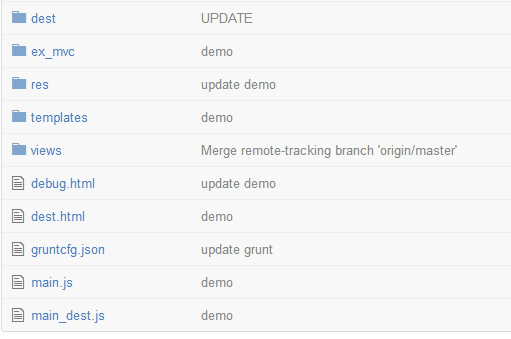 dest UPDATE
ex_mvc demo
res update demo
templates demo
views Merge remote-tracking branch 'origin/master'
debug.html update demo
dest.html demo
gruntcfg.json update grunt
main.js demo
main_dest.js demo